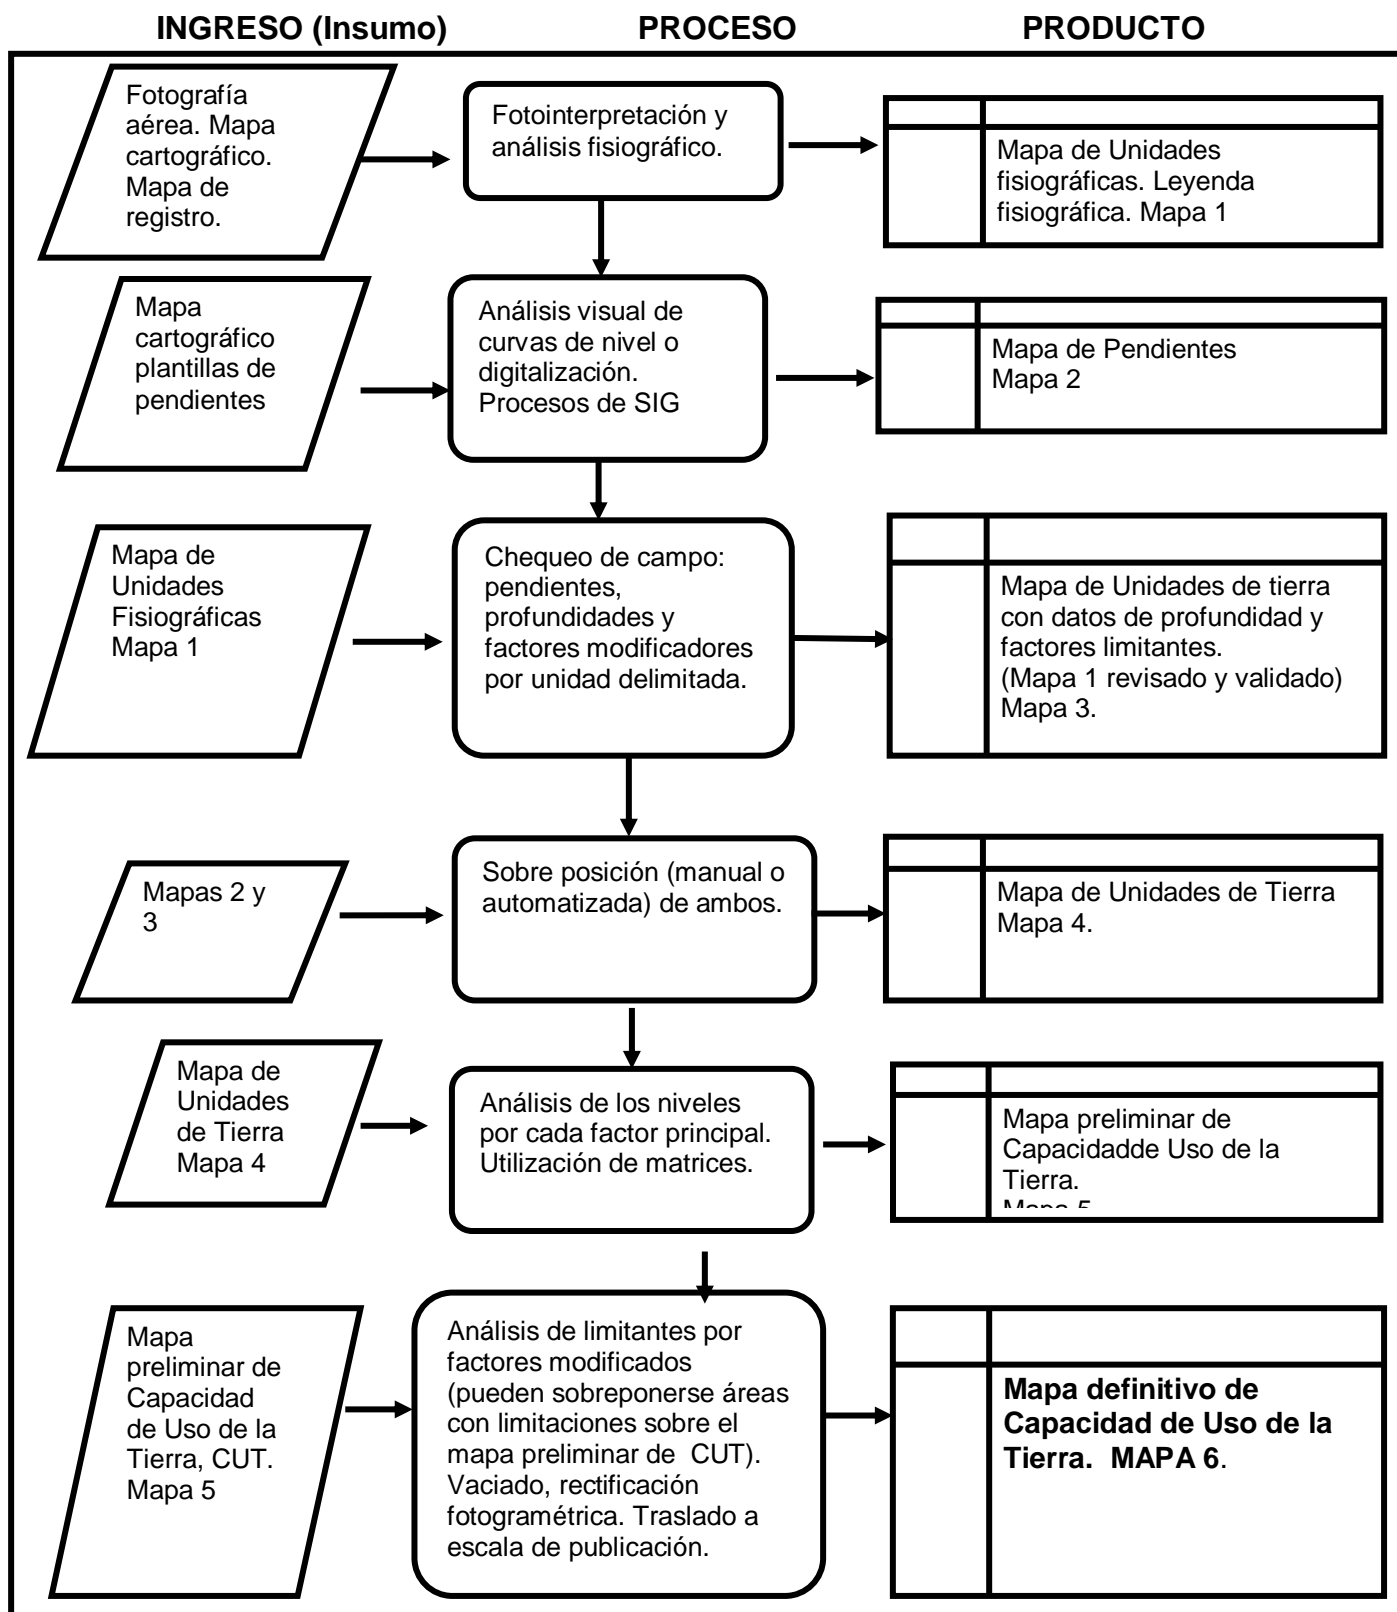 INGRESO (Insumo) PROCESO PRODUCTO
Fotografía
aérea. Mapa
cartográfico.
Mapa de
registro.
Fotointerpretación y
análisis fisiográfico.
Mapa de Unidades
fisiográficas. Leyenda
fisiográfica. Mapa 1
Mapa
cartográfico
plantillas de
pendientes
Análisis visual de
curvas de nivel o
digitalización.
Procesos de SIG
Mapa de Pendientes
Mapa 2
Mapa de
Unidades
Fisiográficas
Mapa 1
Chequeo de campo:
pendientes,
profundidades y
factores modificadores
por unidad delimitada.
Mapa de Unidades de tierra
con datos de profundidad y
factores limitantes.
(Mapa 1 revisado y validado)
Mapa 3.
Mapas 2 y
3
Sobre posición (manual o
automatizada) de ambos.
Mapa de Unidades de Tierra
Mapa 4.
Mapa de
Unidades
de Tierra
Mapa 4
Análisis de los niveles
por cada factor principal.
Utilización de matrices.
Mapa preliminar de
Capacidadde Uso de la
Tierra.
Mapa 5
Mapa
preliminar de
Capacidad
de Uso de la
Tierra, CUT.
Mapa 5
Análisis de limitantes por
factores modificados
(pueden sobreponerse áreas
con limitaciones sobre el
mapa preliminar de CUT).
Vaciado, rectificación
fotogramétrica. Traslado a
escala de publicación.
Mapa definitivo de
Capacidad de Uso de la
Tierra. MAPA 6.